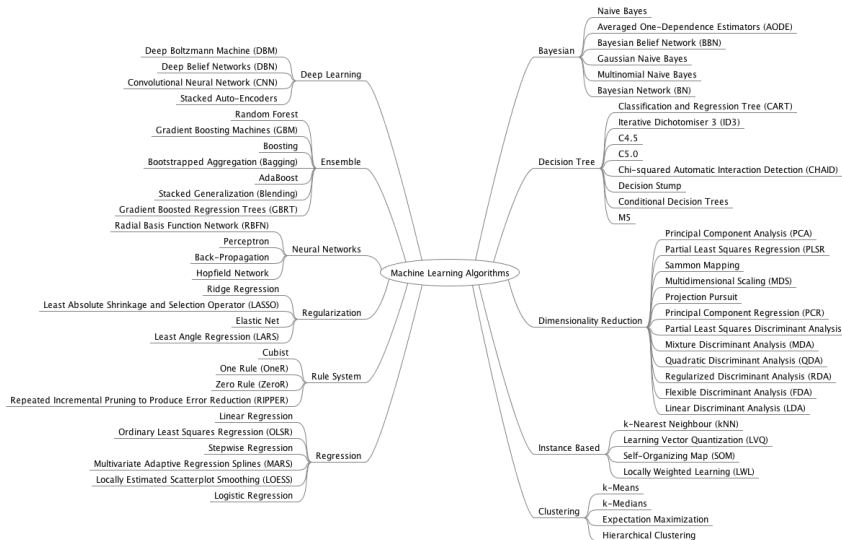 Machine Learning Algorithms
Deep Learning
Deep Boltzmann Machine (DBM)
Deep Belief Networks (DBN)
Convolutional Neural Network (CNN)
Stacked Auto-Encoders
Ensemble
Random Forest
Gradient Boosting Machines (GBM)
Boosting
Bootstrapped Aggregation (Bagging)
AdaBoost
Stacked Generalization (Blending)
Gradient Boosted Regression Trees (GBRT)
Neural Networks
Radial Basis Function Network (RBFN)
Perceptron
Back-Propagation
Hopfield Network
Regularization
Ridge Regression
Least Absolute Shrinkage and Selection Operator (LASSO)
Elastic Net
Least Angle Regression (LARS)
Rule System
Cubist
One Rule (OneR)
Zero Rule (ZeroR)
Repeated Incremental Pruning to Produce Error Reduction (RIPPER)
Regression
Linear Regression
Ordinary Least Squares Regression (OLSR)
Stepwise Regression
Multivariate Adaptive Regression Splines (MARS)
Locally Estimated Scatterplot Smoothing (LOESS)
Logistic Regression
Bayesian
Naive Bayes
Averaged One-Dependence Estimators (AODE)
Bayesian Belief Network (BBN)
Gaussian Naive Bayes
Multinomial Naive Bayes
Bayesian Network (BN)
Decision Tree
Classification and Regression Tree (CART)
Iterative Dichotomiser 3 (ID3)
C4.5
C5.0
Chi-squared Automatic Interaction Detection (CHAID)
Decision Stump
Conditional Decision Trees
M5
Dimensionality Reduction
Principal Component Analysis (PCA)
Partial Least Squares Regression (PLSR
Sammon Mapping
Multidimensional Scaling (MDS)
Projection Pursuit
Principal Component Regression (PCR)
Partial Least Squares Discriminant Analysis
Mixture Discriminant Analysis (MDA)
Quadratic Discriminant Analysis (QDA)
Regularized Discriminant Analysis (RDA)
Flexible Discriminant Analysis (FDA)
Linear Discriminant Analysis (LDA)
Instance Based
k-Nearest Neighbour (kNN)
Learning Vector Quantization (LVQ)
Self-Organizing Map (SOM)
Locally Weighted Learning (LWL)
Clustering
k-Means
k-Medians
Expectation Maximization
Hierarchical Clustering